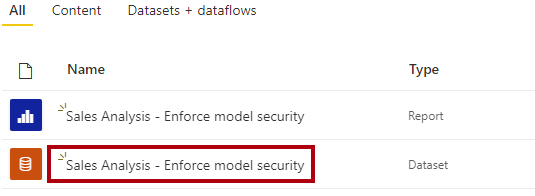 All Content Datasets + dataflows
Name Type
Sales Analysis - Enforce model security Report
Sales Analysis - Enforce model security Dataset